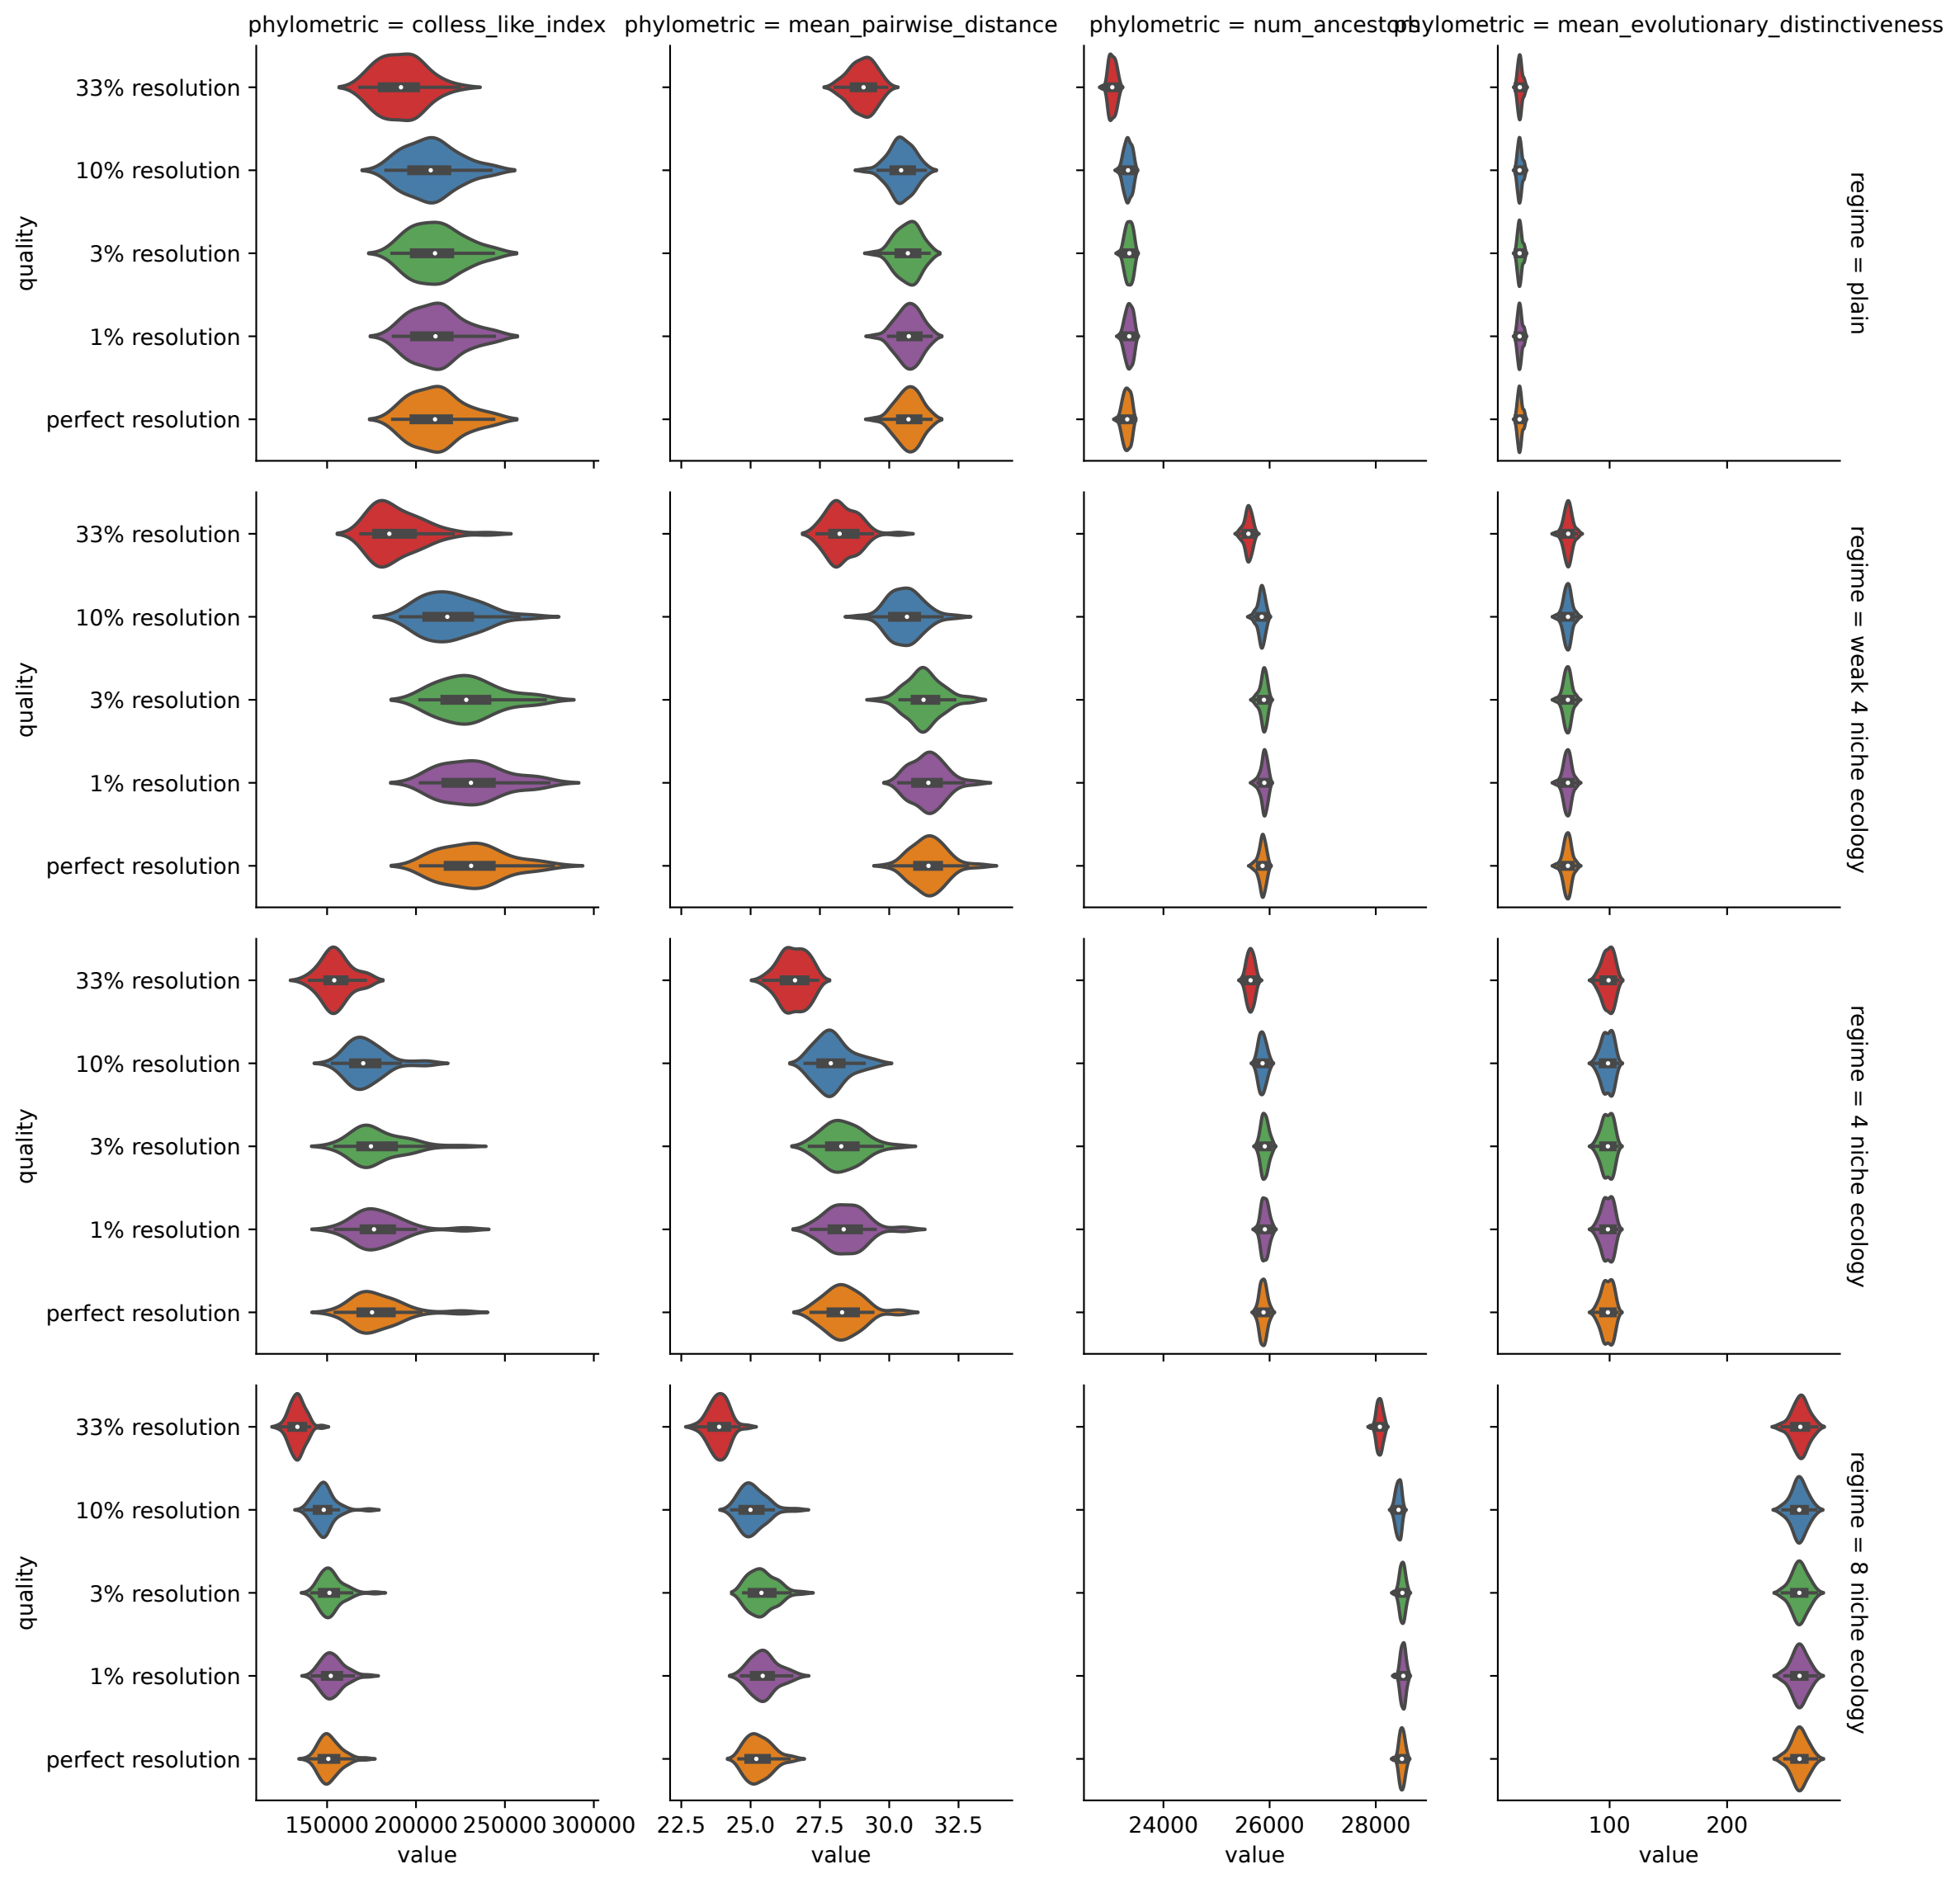 phylometric = colless_like_index
phylometric = mean_pairwise_distance
phylometric = num_ancestors
phylometric = mean_evolutionary_distinctiveness
quality
33% resolution
10% resolution
3% resolution
1% resolution
perfect resolution
regime = plain
quality
33% resolution
10% resolution
3% resolution
1% resolution
perfect resolution
regime = weak 4 niche ecology
quality
33% resolution
10% resolution
3% resolution
1% resolution
perfect resolution
regime = 4 niche ecology
quality
33% resolution
10% resolution
3% resolution
1% resolution
perfect resolution
regime = 8 niche ecology
150000 200000 250000 300000
22.5 25.0 27.5 30.0 32.5
24000 26000 28000
100 200
value
value
value
value